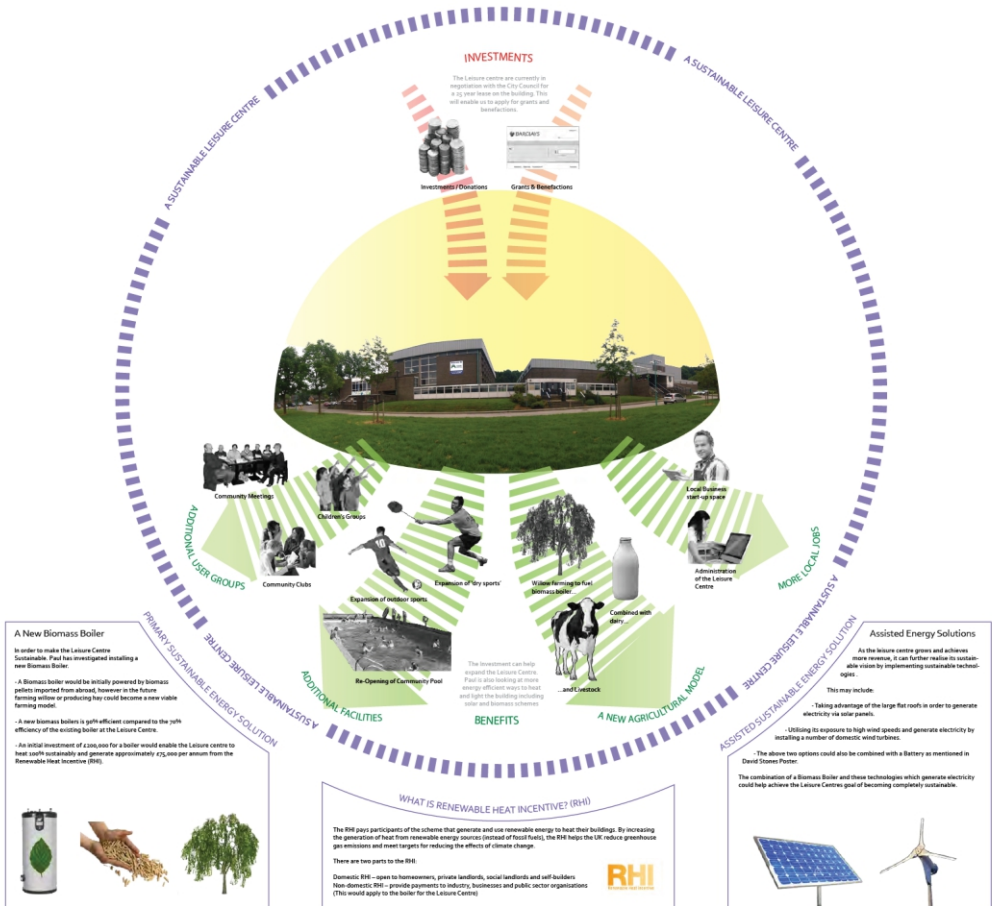 INVESTMENTS
The Leisure centre are currently in
negotiation with the City Council for
a 25 year lease on the building. This
will enable us to apply for grants and
benefactions
A SUSTAINABLE LEISURE CENTRE
A SUSTAINABLE LEISURE CENTRE
BARCLAYS
Investments / Donations
Grants & Benefactions
Community Meetings
Children's Groups
Community Clubs
ADDITIONAL USER GROUPS
Expansion of outdoor sports
Expansion of 'dry sports'
Re-Opening of Community Pool
ADDITIONAL FACILITIES
The Investment can help
expand the Leisure Centre.
Paul is also looking at more
energy efficient ways to heat
and light the building including
solar and biomass schemes
BENEFITS
Willow farming to fuel
biomass boiler...
Combined with
dairy...
...and Livestock
A NEW AGRICULTURAL MODEL
Local Business
start-up space
Administration
of the Leisure
Centre
MORE LOCAL JOBS
A SUSTAINABLE LEISURE CENTRE
A SUSTAINABLE LEISURE CENTRE
PRIMARY SUSTAINABLE ENERGY SOLUTION
A New Biomass Boiler
In order to make the Leisure Centre
Sustainable. Paul has investigated installing a
new Biomass Boiler.
- A Biomass boiler would be initially powered by biomass
pellets imported from abroad, however in the future
farming willow or producing hay could become a new viable
farming model.
- A new biomass boilers is 90% efficient compared to the 70%
efficiency of the existing boiler at the Leisure Centre.
- An initial investment of £200,000 for a boiler would enable the Leisure centre to
heat 100% sustainably and generate approximately £75,000 per annum from the
Renewable Heat Incentive (RHI).
WHAT IS RENEWABLE HEAT INCENTIVE? (RHI)
The RHI pays participants of the scheme that generate and use renewable energy to heat their buildings. By increasing
the generation of heat from renewable energy sources (instead of fossil fuels), the RHI helps the UK reduce greenhouse
gas emissions and meet targets for reducing the effects of climate change.
There are two parts to the RHI:
Domestic RHI – open to homeowners, private landlords, social landlords and self-builders
Non-domestic RHI – provide payments to industry, businesses and public sector organisations
(This would apply to the boiler for the Leisure Centre)
RHI
Renewable Heat Incentive
ASSISTED SUSTAINABLE ENERGY SOLUTION
Assisted Energy Solutions
As the leisure centre grows and achieves
more revenue, it can further realise its sustain-
able vision by implementing sustainable technol-
ogies .
This may include:
- Taking advantage of the large flat roofs in order to generate
electricity via solar panels.
- Utilising its exposure to high wind speeds and generate electricity by
installing a number of domestic wind turbines.
- The above two options could also be combined with a Battery as mentioned in
David Stones Poster.
The combination of a Biomass Boiler and these technologies which generate electricity
could help achieve the Leisure Centres goal of becoming completely sustainable.